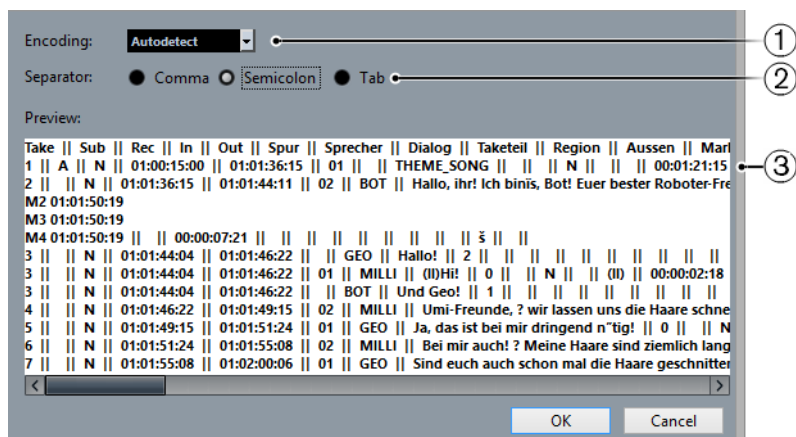 Encoding: Autodetect 1
Separator: Comma Semicolon Tab 2
Preview:
Take || Sub || Rec || In || Out || Spur || Sprecher || Dialog || Taketeil || Region || Aussen || Marl
1 || A || N || 01:00:15:00 || 01:01:36:15 || 01 || || THEME_SONG || || || N || || || 00:01:21:15 3
2 || || N || 01:01:36:15 || 01:01:44:11 || 02 || BOT || Hallo, ihr! Ich binïs, Bot! Euer bester Roboter-Fre
M2 01:01:50:19
M3 01:01:50:19
M4 01:01:50:19 || || 00:00:07:21 || || || || || || || || š || ||
3 || || N || 01:01:44:04 || 01:01:46:22 || || GEO || Hallo! || 2 || || || || || || || ||
3 || || N || 01:01:44:04 || 01:01:46:22 || 01 || MILLI || (II)Hi! || 0 || || N || || (II) || 00:00:02:18
3 || || N || 01:01:44:04 || 01:01:46:22 || || BOT || Und Geo! || 1 || || || || || || || ||
4 || || N || 01:01:46:22 || 01:01:49:15 || 02 || MILLI || Umi-Freunde, ? wir lassen uns die Haare schne
5 || || N || 01:01:49:15 || 01:01:51:24 || 01 || GEO || Ja, das ist bei mir dringend n˜tig! || 0 || || N
6 || || N || 01:01:51:24 || 01:01:55:08 || 02 || MILLI || Bei mir auch! ? Meine Haare sind ziemlich lang
7 || || N || 01:01:55:08 || 01:02:00:06 || 01 || GEO || Sind euch auch schon mal die Haare geschnitter
OK Cancel